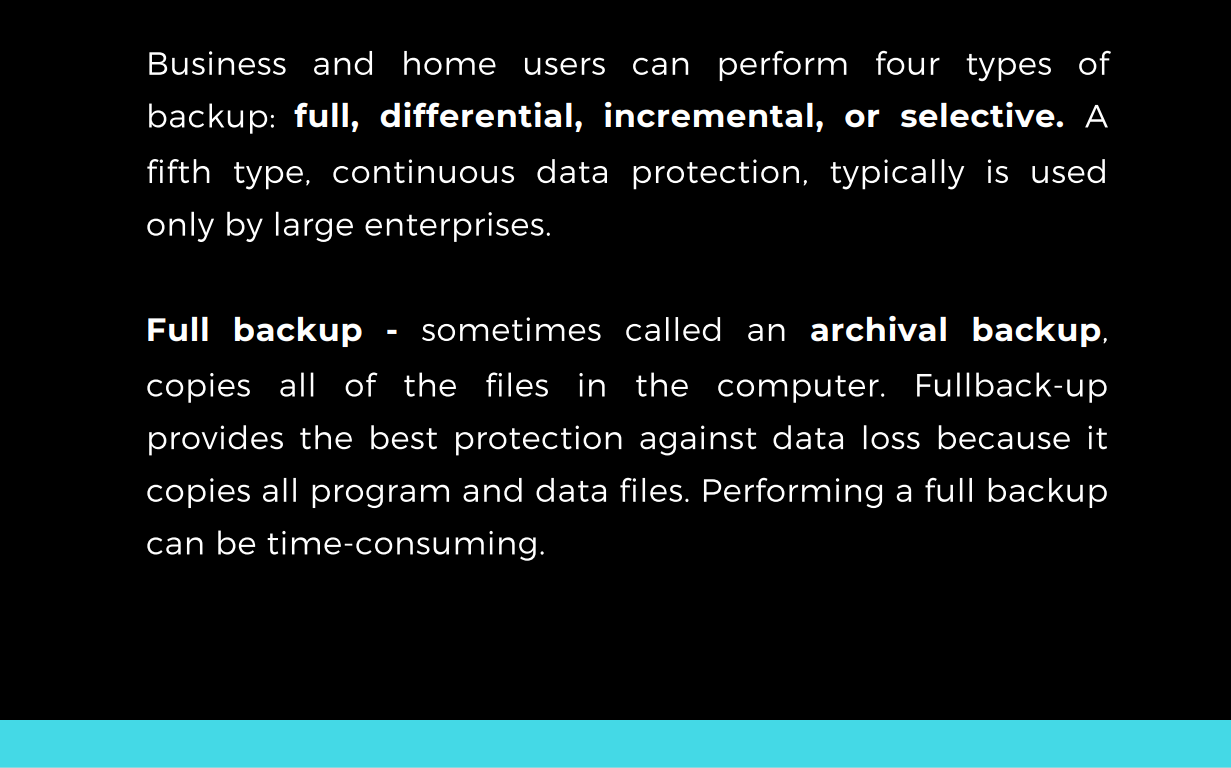 Business and home users can perform four types of
backup: full, differential, incremental, or selective. A
fifth type, continuous data protection, typically is used
only by large enterprises.
Full backup - sometimes called an archival backup,
copies all of the files in the computer. Fullback-up
provides the best protection against data loss because it
copies all program and data files. Performing a full backup
can be time-consuming.